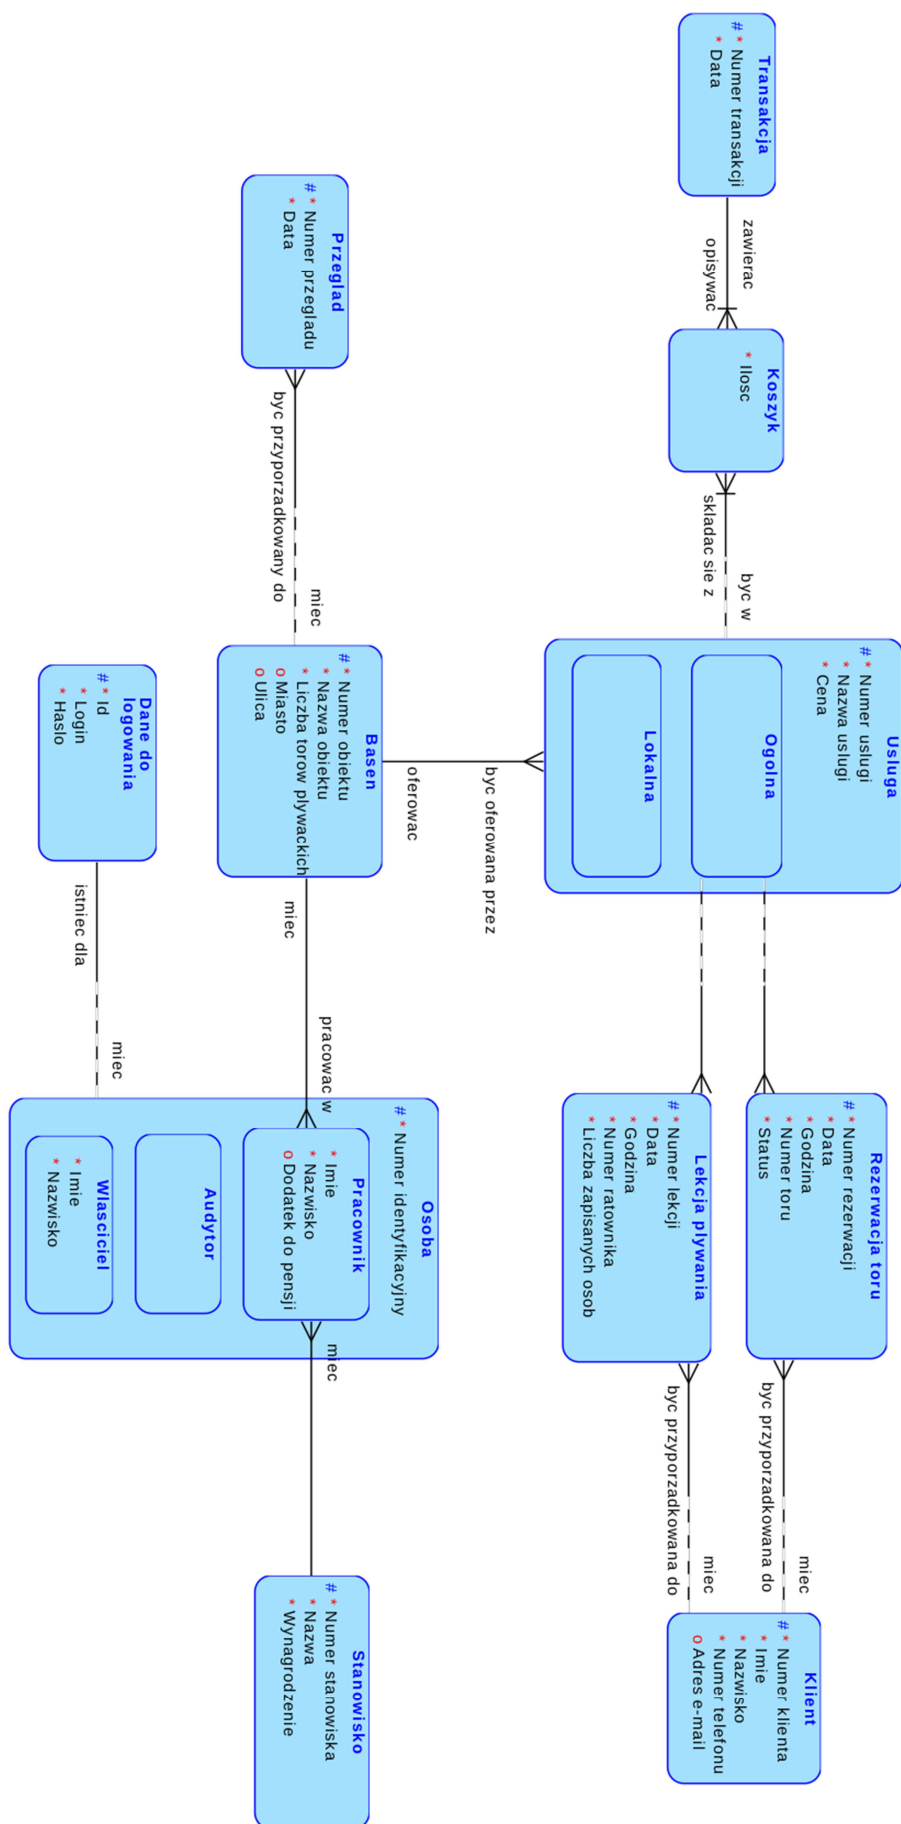 Transakcja
# * Numer transakcji
* Data
zawierac
opisywac
Koszyk
* Ilosc
skladac sie z
byc w
Usluga
# * Numer uslugi
* Nazwa uslugi
* Cena
Ogolna
Lokalna
Rezerwacja toru
# * Numer rezerwacji
* Data
* Godzina
* Numer toru
* Status
byc przyporzadkowana do
miec
Lekcja plywania
# * Numer lekcji
* Data
* Godzina
* Numer ratownika
* Liczba zapisanych osob
byc przyporzadkowana do
miec
Klient
# * Numer klienta
* Imie
* Nazwisko
* Numer telefonu
o Adres e-mail
byc oferowana przez
oferowac
Przeglad
# * Numer przegladu
* Data
byc przyporzadkowany do
miec
Basen
# * Numer obiektu
* Nazwa obiektu
* Liczba torow plywackich
o Miasto
o Ulica
miec
pracowac w
Osoba
# * Numer identyfikacyjny
Pracownik
* Imie
* Nazwisko
o Dodatek do pensji
Audytor
Wlasciciel
* Imie
* Nazwisko
miec
Stanowisko
# * Numer stanowiska
* Nazwa
* Wynagrodzenie
Dane do
logowania
# * Id
* Login
* Haslo
istniec dla
miec